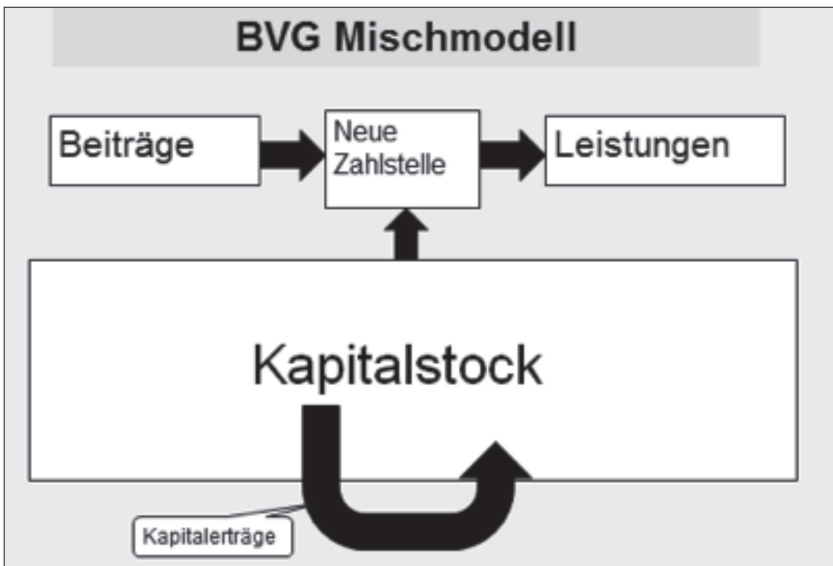 BVG Mischmodell
Beiträge
Neue
Zahlstelle
Leistungen
Kapitalstock
Kapitalerträge